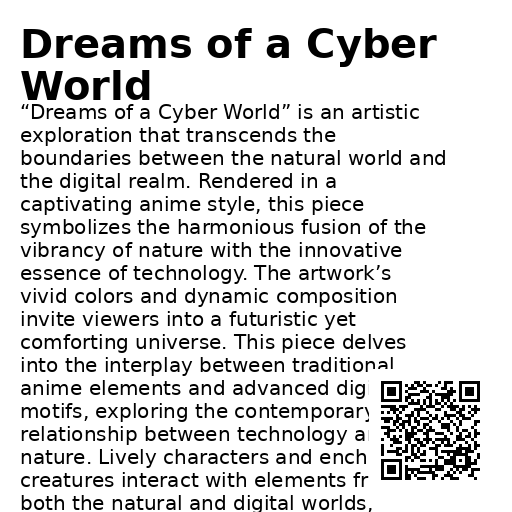 Dreams of a Cyber
World
“Dreams of a Cyber World” is an artistic
exploration that transcends the
boundaries between the natural world and
the digital realm. Rendered in a
captivating anime style, this piece
symbolizes the harmonious fusion of the
vibrancy of nature with the innovative
essence of technology. The artwork’s
vivid colors and dynamic composition
invite viewers into a futuristic yet
comforting universe. This piece delves
into the interplay between traditional
anime elements and advanced digi
motifs, exploring the contemporary
relationship between technology a
nature. Lively characters and ench
creatures interact with elements fr
both the natural and digital worlds,